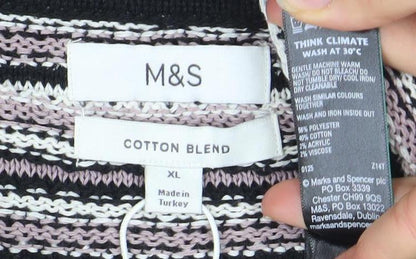 M&S
COTTON BLEND
XL
Made in
Turkey
THINK CLIMATE
WASH AT 30°C
GENTLE MACHINE WARM
WASH/DO NOT BLEACH/DO
NOT TUMBLE DRY/COOL IRON/
DRY CLEANABLE
WASH SIMILAR COLOURS
TOGETHER
WASH AND IRON INSIDE OUT
COTTON
ACRYLIC
VISCOSE
0125
© Marks and Spencer plc
PO Box 3339
Chester CH99 9QS
M&S,
PO Box 13022
Ravensdale, Dublin
marksandspencer